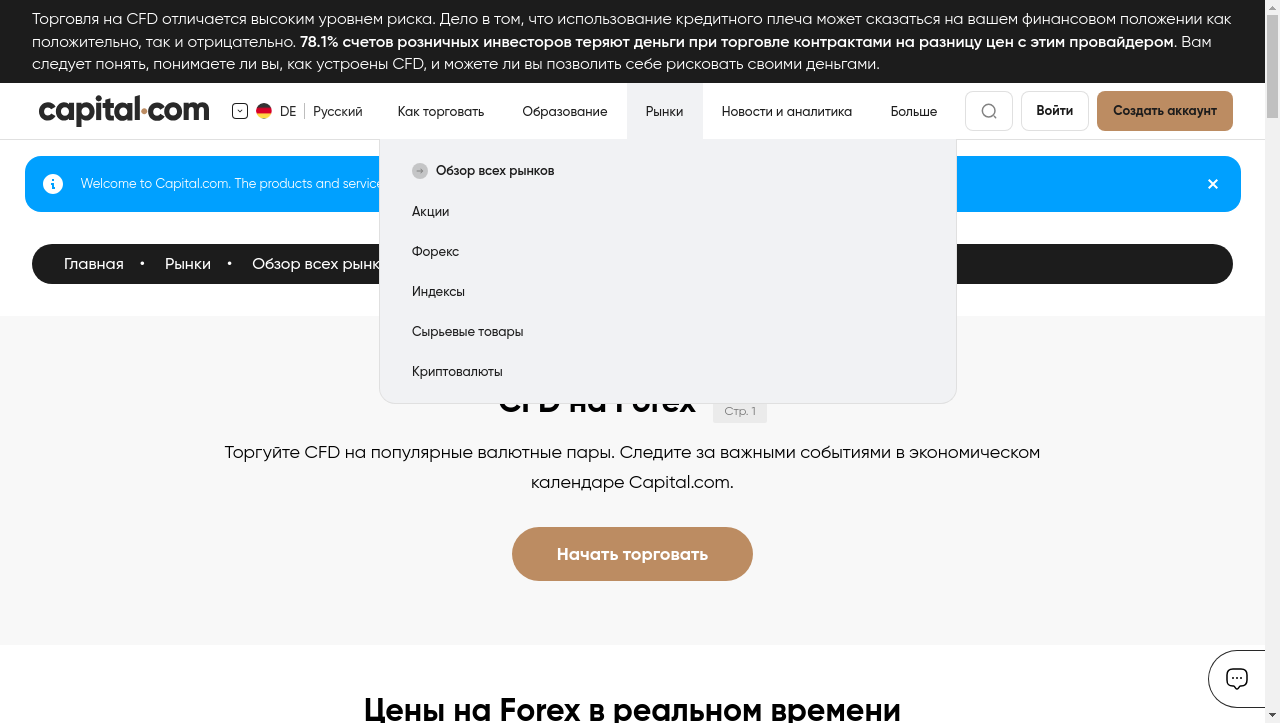 Торговля на CFD отличается высоким уровнем риска. Дело в том, что использование кредитного плеча может сказаться на вашем финансовом положении как
положительно, так и отрицательно. 78.1% счетов розничных инвесторов теряют деньги при торговле контрактами на разницу цен с этим провайдером. Вам
следует понять, понимаете ли вы, как устроены CFD, и можете ли вы позволить себе рисковать своими деньгами.
capital.com DE Русский Как торговать Образование Рынки Новости и аналитика Больше Войти Создать аккаунт
Обзор всех рынков
Welcome to Capital.com. The products and service
Акции
Форекс
Главная • Рынки • Обзор всех рынк
Индексы
Сырьевые товары
Криптовалюты
CFD на Forex Стр. 1
Торгуйте CFD на популярные валютные пары. Следите за важными событиями в экономическом
календаре Capital.com.
Начать торговать
Цены на Forex в реальном времени